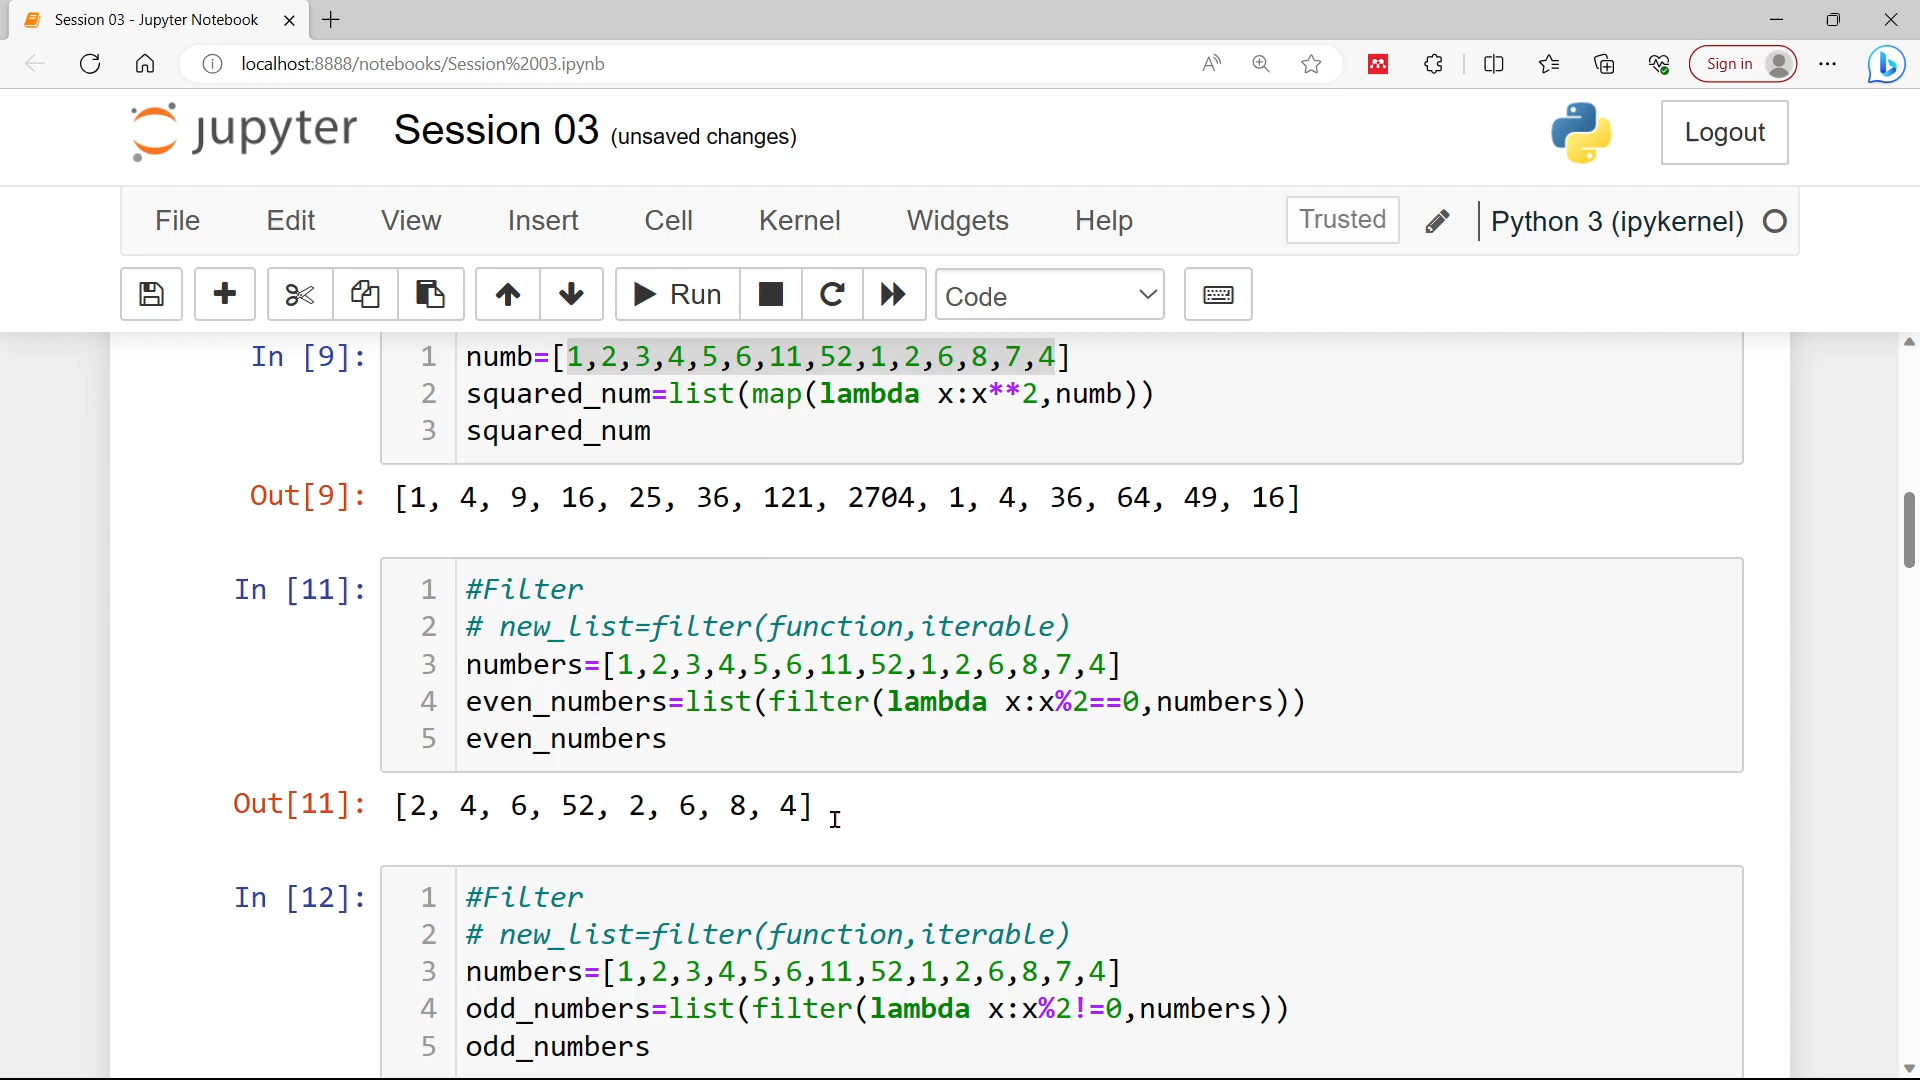 Session 03 - Jupyter Notebook
localhost:8888/notebooks/Session%2003.ipynb
Sign in
jupyter Session 03 (unsaved changes)
Logout
File Edit View Insert Cell Kernel Widgets Help Trusted Python 3 (ipykernel)
Run Code
In [9]:
1 numb=[1,2,3,4,5,6,11,52,1,2,6,8,7,4]
2 squared_num=list(map(lambda x:x**2,numb))
3 squared_num
Out[9]: [1, 4, 9, 16, 25, 36, 121, 2704, 1, 4, 36, 64, 49, 16]
In [11]:
1 #Filter
2 # new_list=filter(function,iterable)
3 numbers=[1,2,3,4,5,6,11,52,1,2,6,8,7,4]
4 even_numbers=list(filter(lambda x:x%2==0,numbers))
5 even_numbers
Out[11]: [2, 4, 6, 52, 2, 6, 8, 4]
In [12]:
1 #Filter
2 # new_list=filter(function,iterable)
3 numbers=[1,2,3,4,5,6,11,52,1,2,6,8,7,4]
4 odd_numbers=list(filter(lambda x:x%2!=0,numbers))
5 odd_numbers